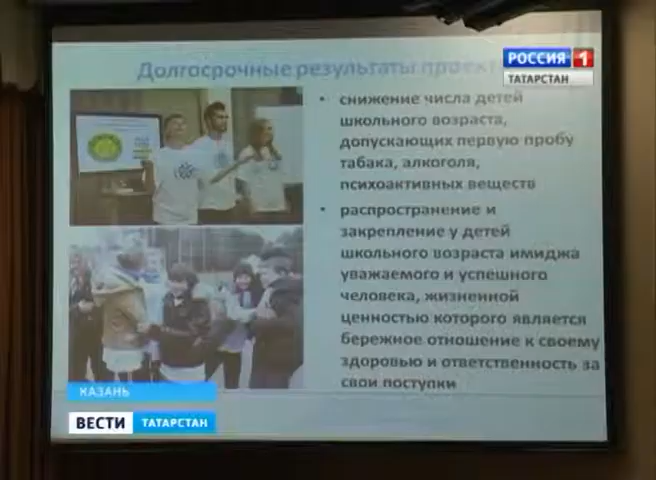 Долгосрочные результаты проек
РОССИЯ 1
ТАТАРСТАН
• снижение числа детей
школьного возраста,
допускающих первую пробу
табака, алкоголя,
психоактивных веществ
• распространение и
закрепление у детей
школьного возраста имиджа
уважаемого и успешного
человека, жизненной
ценностью которого является
бережное отношение к своему
здоровью и ответственность за
свои поступки
КАЗАНЬ
ВЕСТИ ТАТАРСТАН